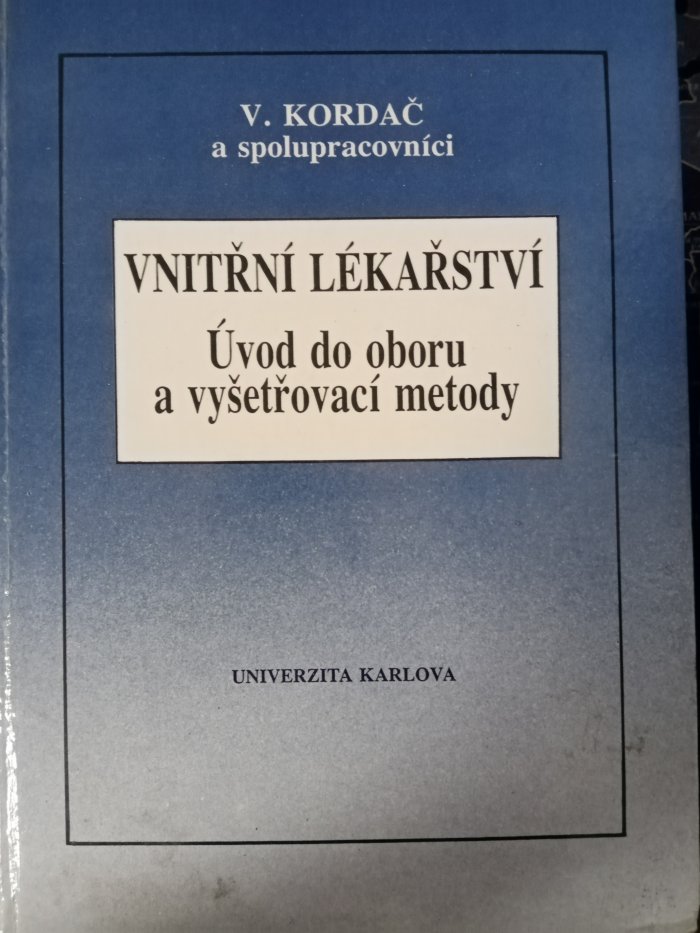 V. KORDAČ
a spolupracovníci
VNITŘNÍ LÉKAŘSTVÍ
Úvod do oboru
a vyšetřovací metody
UNIVERZITA KARLOVA